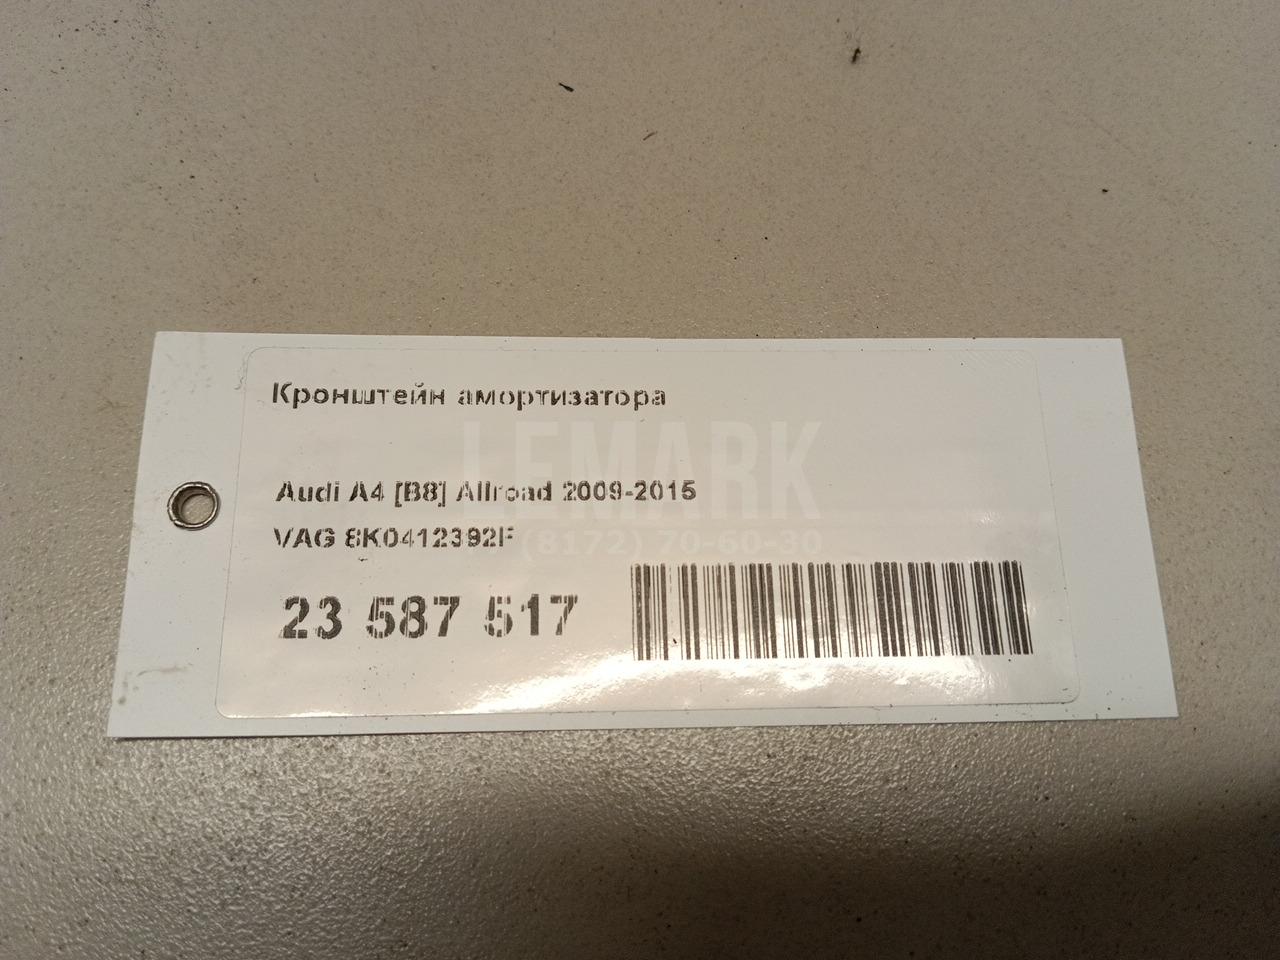 Кронштейн амортизатора
LEMARK
Audi A4 [B8] Allroad 2009-2015
VAG 8K0412392F
(8172) 70-60-30
23 587 517